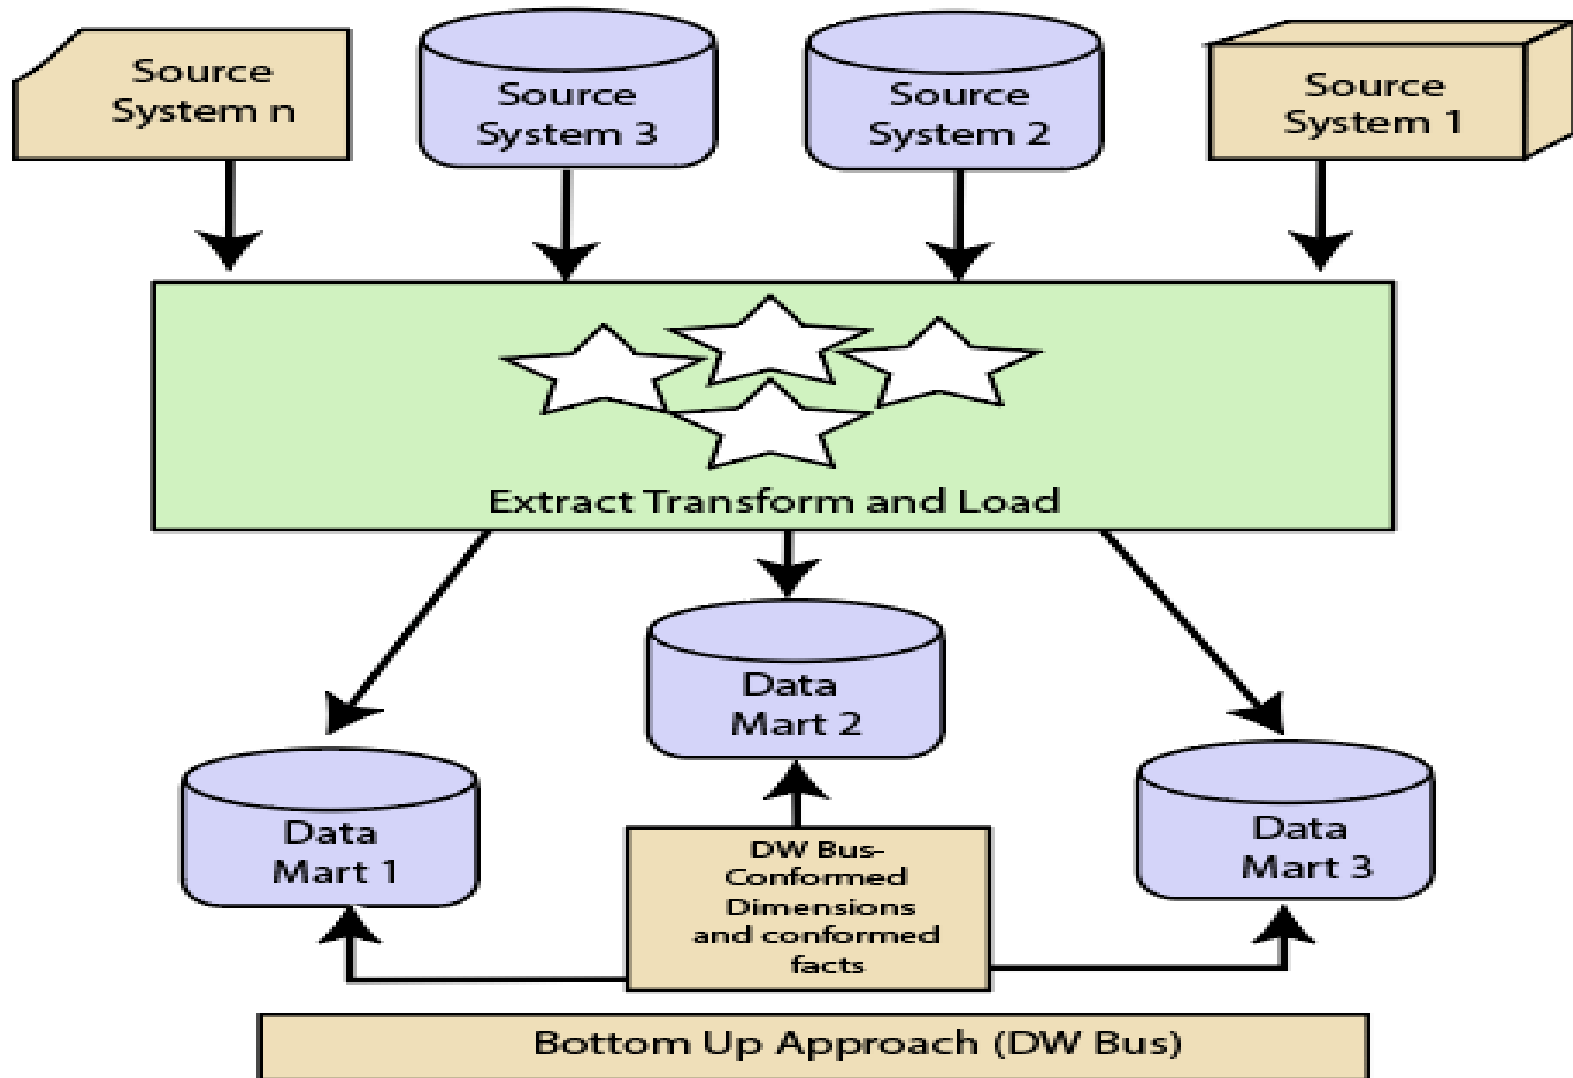 Source
System n
Source
System 3
Source
System 2
Source
System 1
Extract Transform and Load
Data
Mart 2
Data
Mart 1
DW Bus-
Conformed
Dimensions
and conformed
facts
Data
Mart 3
Bottom Up Approach (DW Bus)